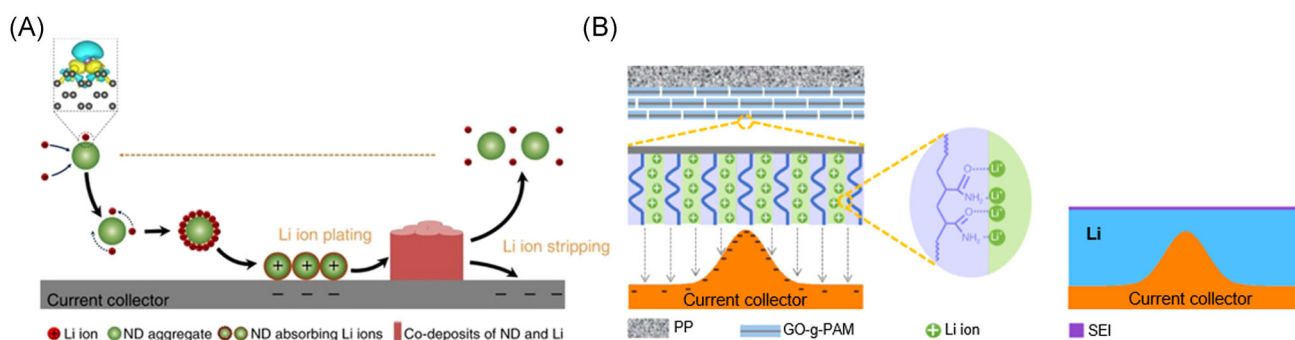 (A)
(B)
Li ion plating
Li ion stripping
Current collector
Li ion
ND aggregate
ND absorbing Li ions
Co-deposits of ND and Li
O
Li⁺
NH₂
Li⁺
O
Li⁺
NH₂
Li⁺
Current collector
PP
GO-g-PAM
Li ion
Li
Current collector
SEI